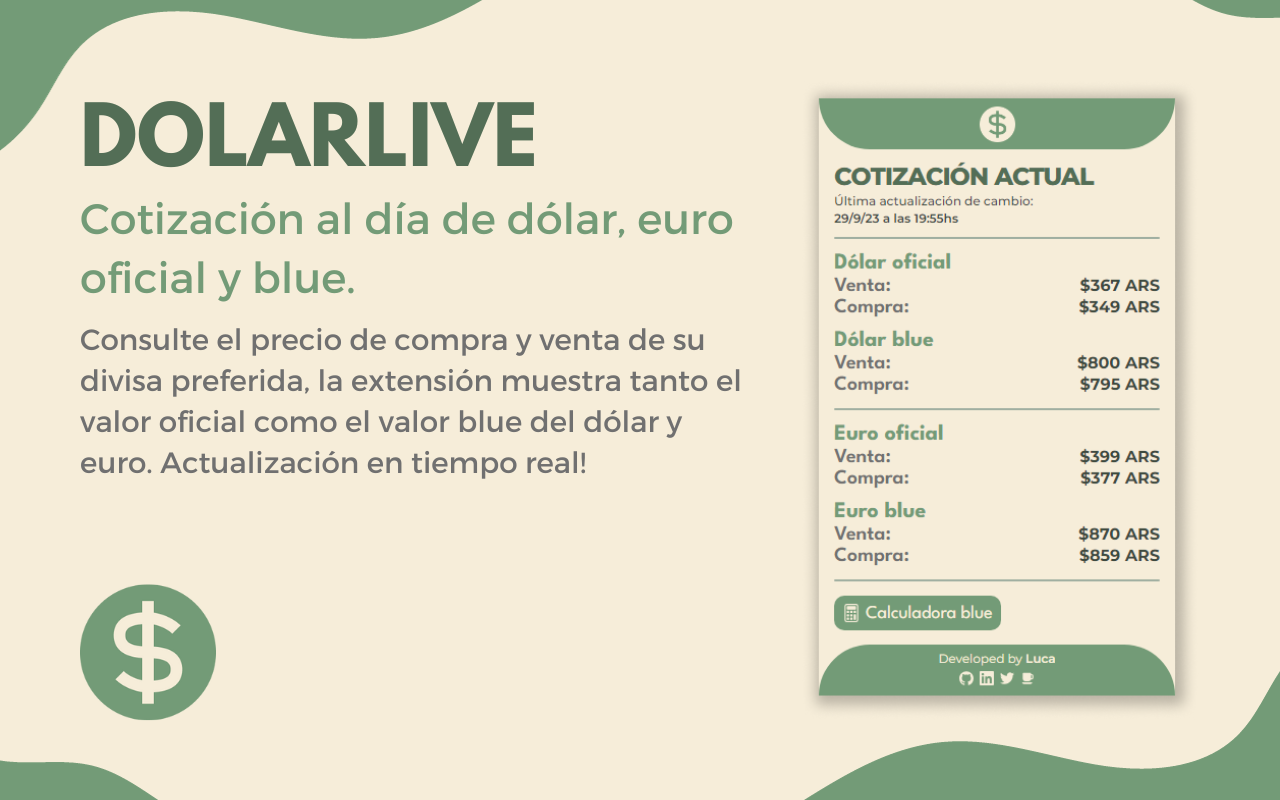 DOLARLIVE
Cotización al día de dólar, euro
oficial y blue.
Consulte el precio de compra y venta de su
divisa preferida, la extensión muestra tanto el
valor oficial como el valor blue del dólar y
euro. Actualización en tiempo real!
$
$
COTIZACIÓN ACTUAL
Última actualización de cambio:
29/9/23 a las 19:55hs
Dólar oficial
Venta: $367 ARS
Compra: $349 ARS
Dólar blue
Venta: $800 ARS
Compra: $795 ARS
Euro oficial
Venta: $399 ARS
Compra: $377 ARS
Euro blue
Venta: $870 ARS
Compra: $859 ARS
Calculadora blue
Developed by Luca